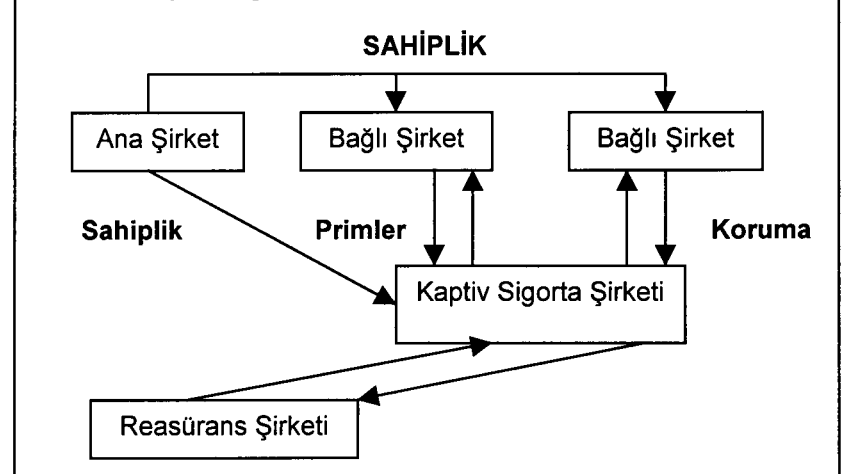 SAHİPLİK
Ana Şirket
Bağlı Şirket
Bağlı Şirket
Sahiplik
Primler
Koruma
Kaptiv Sigorta Şirketi
Reasürans Şirketi